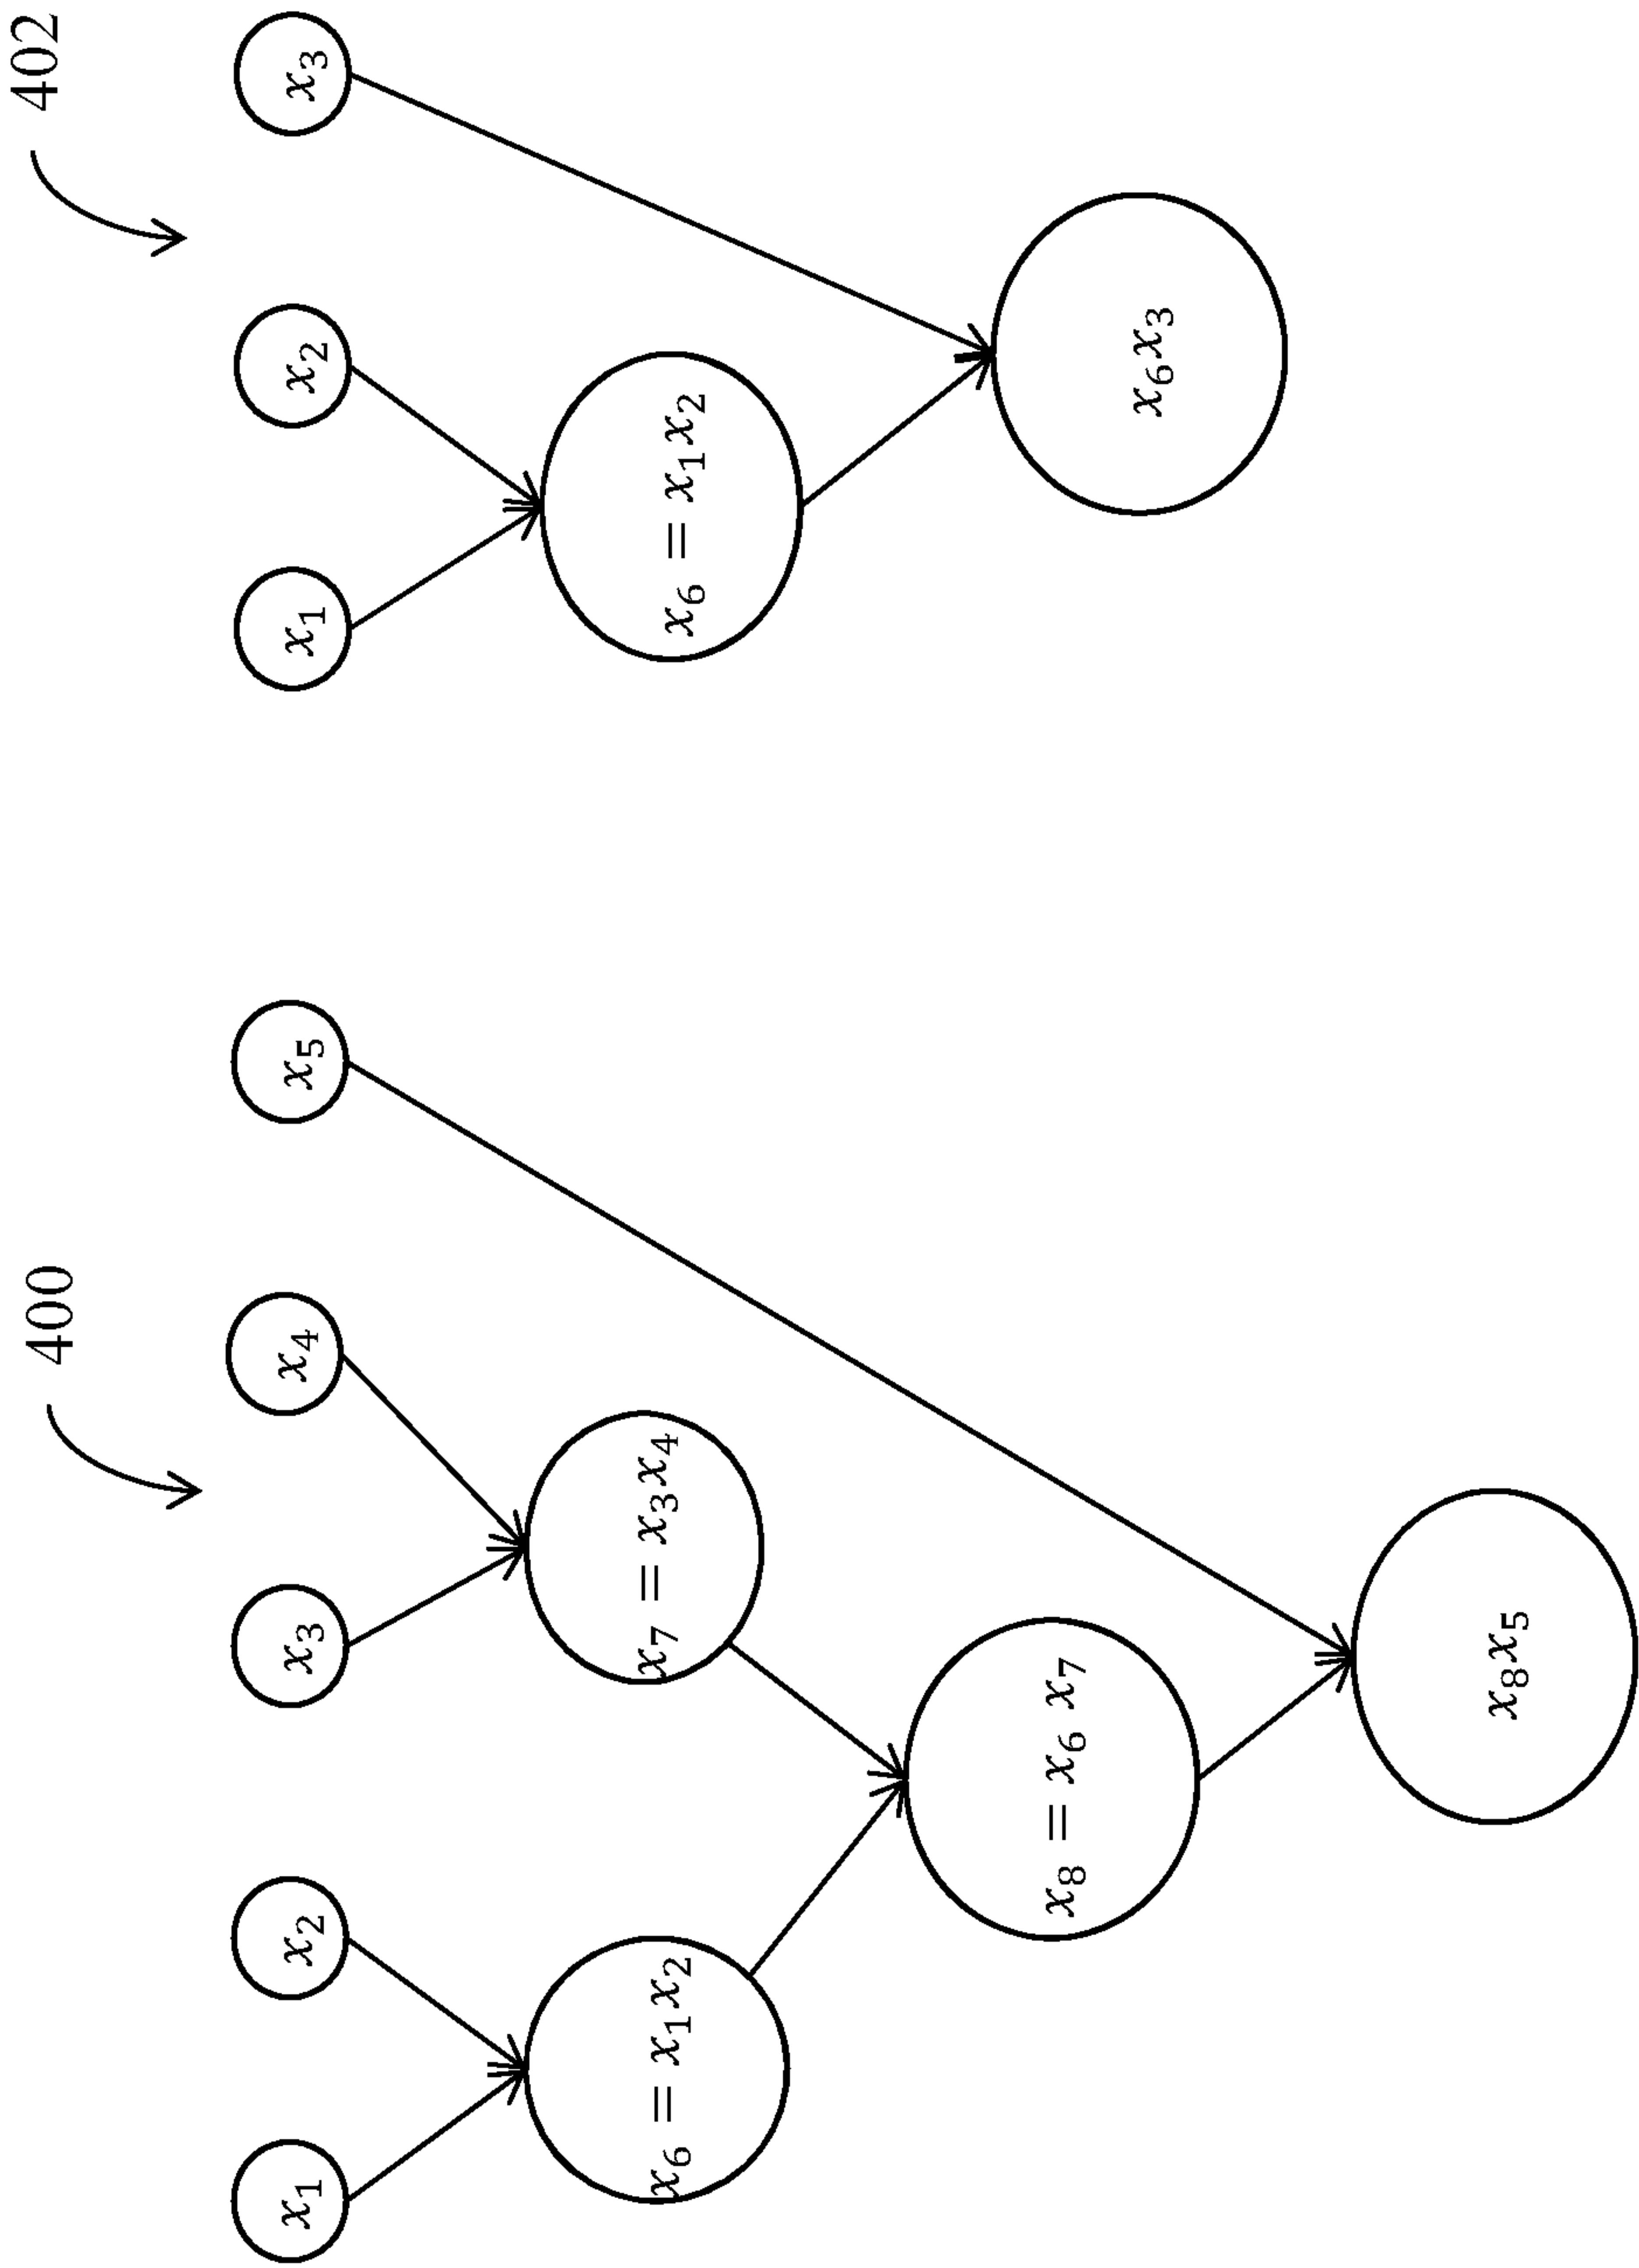 400
x₁
x₂
x₃
x₄
x₅
x₆ = x₁x₂
x₇ = x₃x₄
x₈ = x₆ x₇
x₈x₅
402
x₁
x₂
x₃
x₆ = x₁x₂
x₆x₃